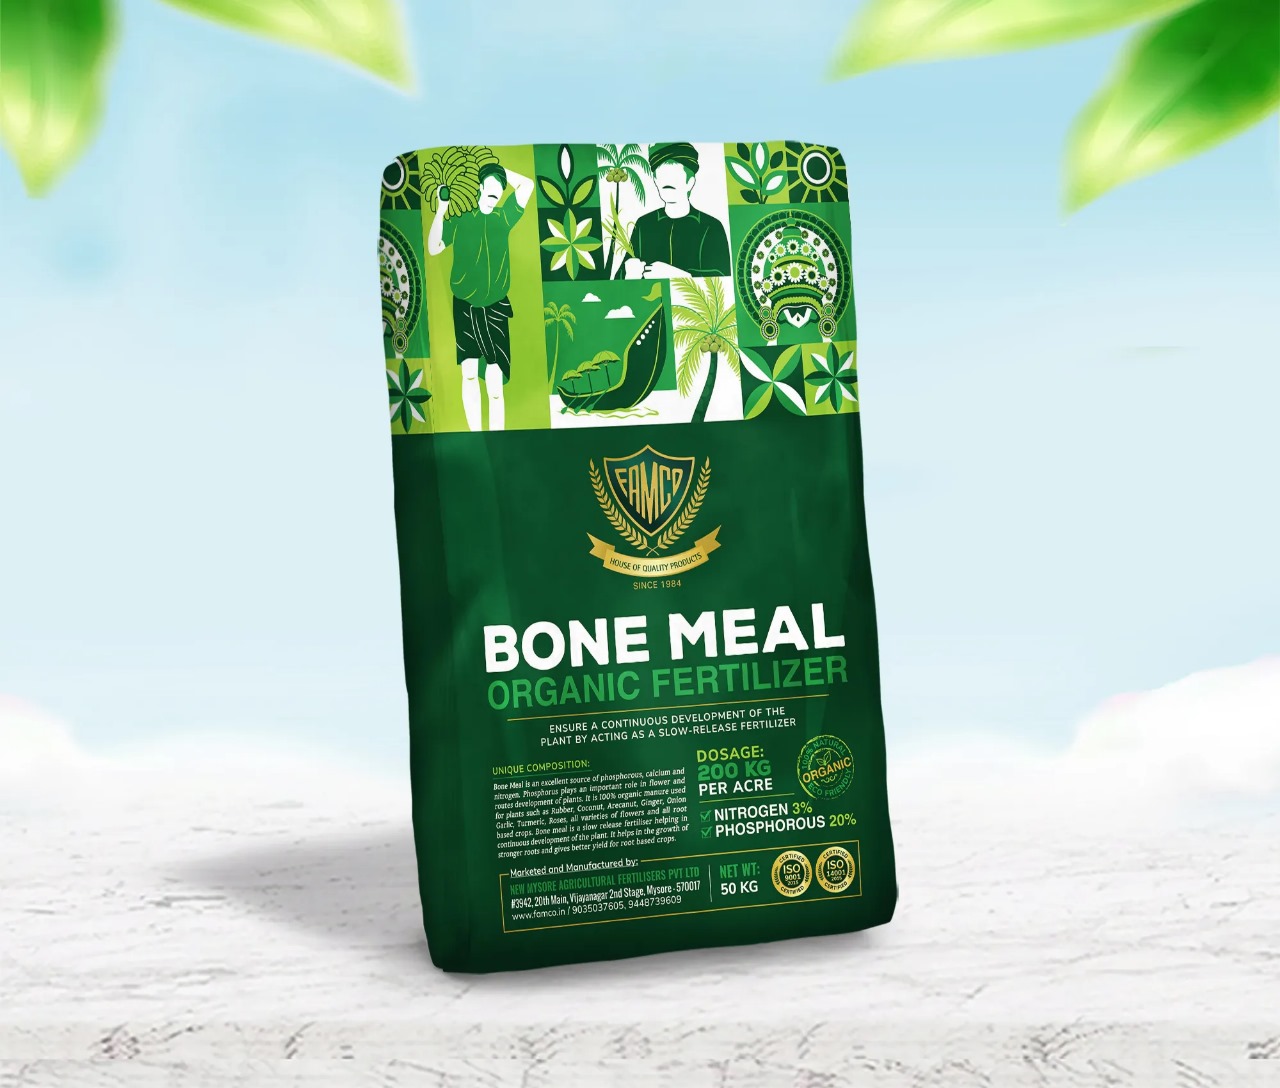 FAMCO
HOUSE OF QUALITY PRODUCTS
SINCE 1984
BONE MEAL
ORGANIC FERTILIZER
ENSURE A CONTINUOUS DEVELOPMENT OF THE
PLANT BY ACTING AS A SLOW-RELEASE FERTILIZER
UNIQUE COMPOSITION:
Bone Meal is an excellent source of phosphorous, calcium and
nitrogen. Phosphorus plays an important role in flower and
routes development of plants. It is 100% organic manure used
for plants such as Rubber, Coconut, Arecanut, Ginger, Onion
Garlic, Turmeric, Roses, all varieties of flowers and all root
based crops. Bone meal is a slow release fertiliser helping in
continuous development of the plant. It helps in the growth of
stronger roots and gives better yield for root based crops.
DOSAGE:
200 KG
PER ACRE
100% NATURAL
ORGANIC
ECO FRIENDLY
NITROGEN 3%
PHOSPHOROUS 20%
Marketed and Manufactured by:
NEW MYSORE AGRICULTURAL FERTILISERS PVT LTD
#3942, 20th Main, Vijayanagar 2nd Stage, Mysore-570017
www.famco.in / 9035037605, 9448739609
NET WT:
50 KG
CERTIFIED
ISO
9001
2015
CERTIFIED
CERTIFIED
ISO
14001
2015
CERTIFIED